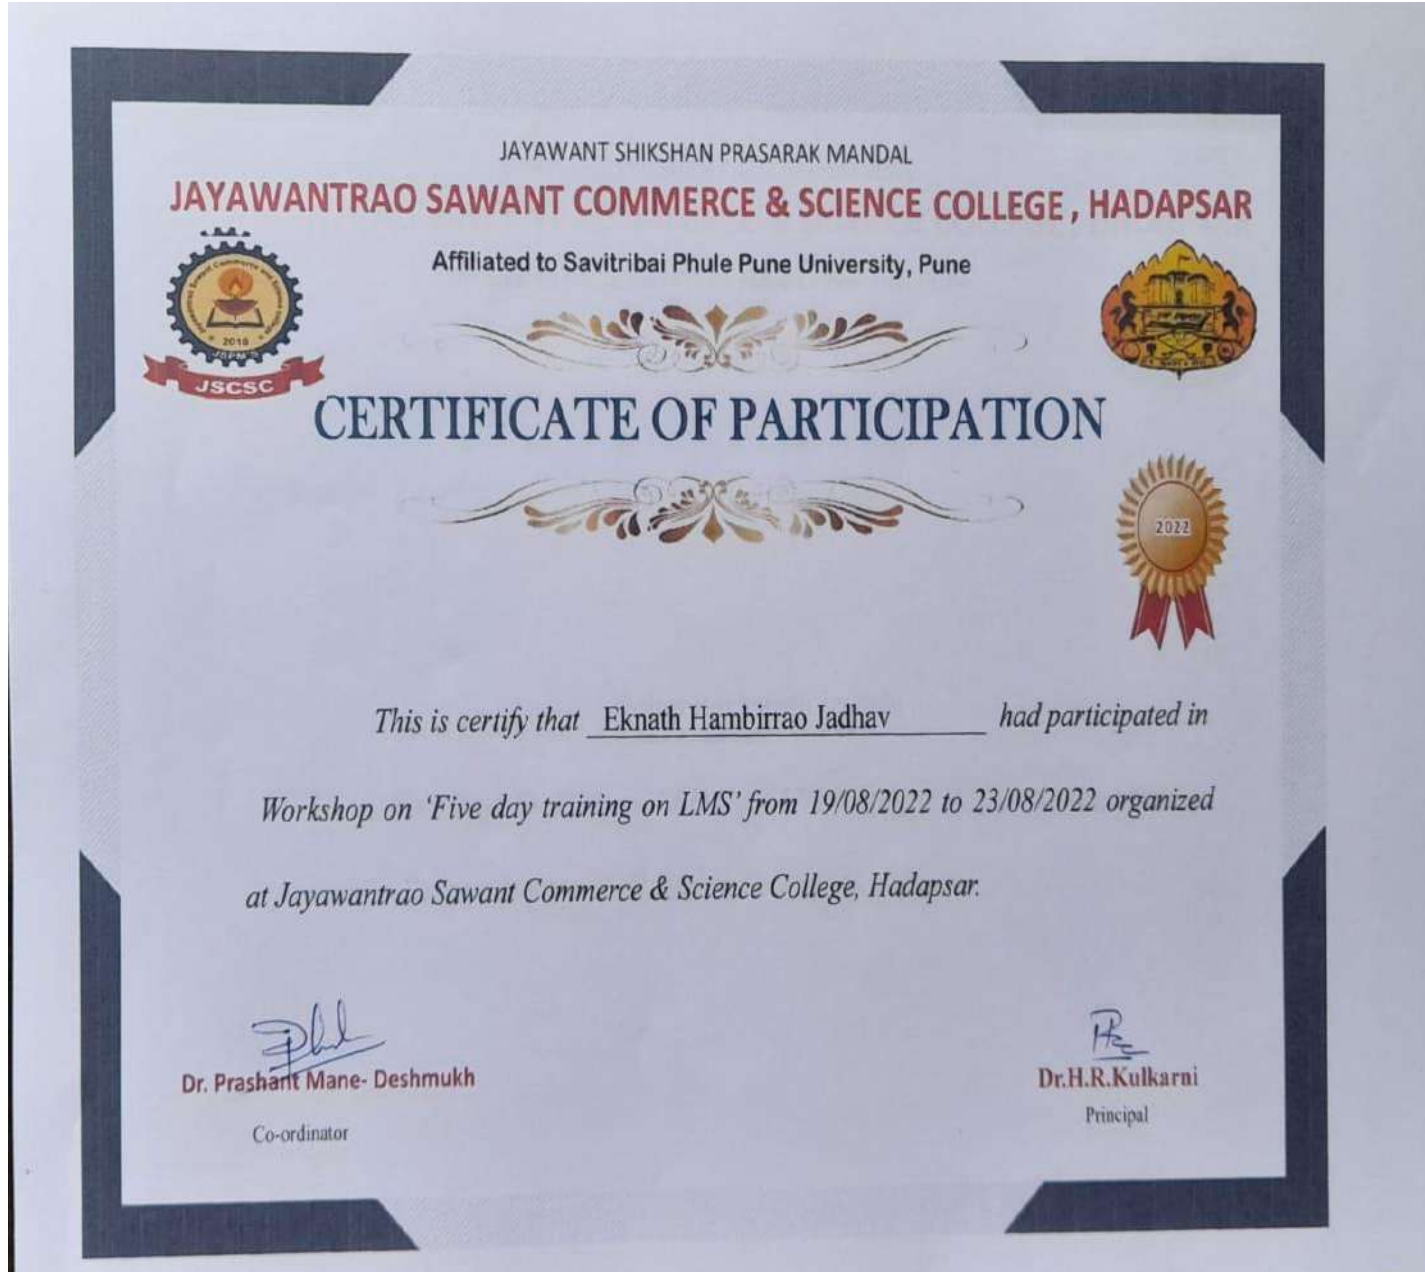 JAYAWANT SHIKSHAN PRASARAK MANDAL
JAYAWANTRAO SAWANT COMMERCE & SCIENCE COLLEGE , HADAPSAR
Affiliated to Savitribai Phule Pune University, Pune
2018
JSPM'S
JSCSC
CERTIFICATE OF PARTICIPATION
2022
This is certify that Eknath Hambirrao Jadhav had participated in
Workshop on ‘Five day training on LMS’ from 19/08/2022 to 23/08/2022 organized
at Jayawantrao Sawant Commerce & Science College, Hadapsar.
Dr. Prashant Mane- Deshmukh
Co-ordinator
Dr.H.R.Kulkarni
Principal